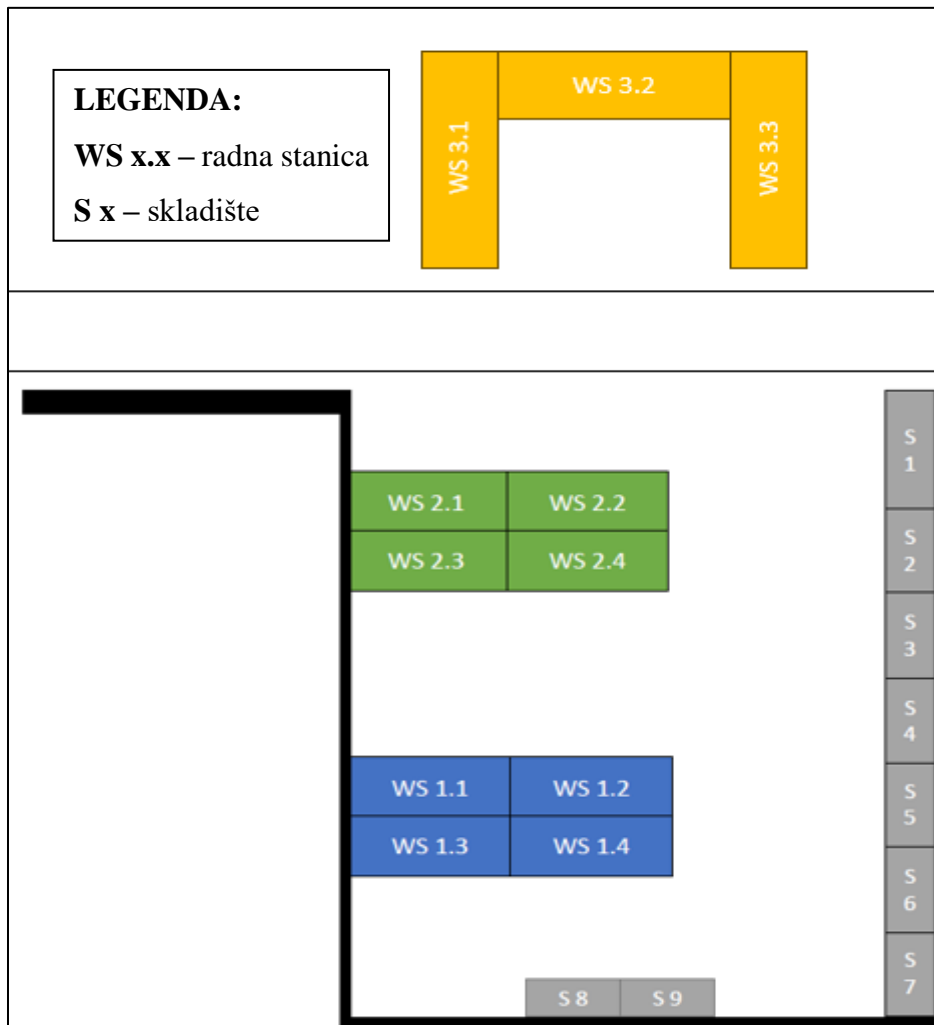 LEGENDA:
WS x.x – radna stanica
S x – skladište
WS 3.1
WS 3.2
WS 3.3
WS 2.1
WS 2.2
WS 2.3
WS 2.4
WS 1.1
WS 1.2
WS 1.3
WS 1.4
S
1
S
2
S
3
S
4
S
5
S
6
S
7
S 8
S 9